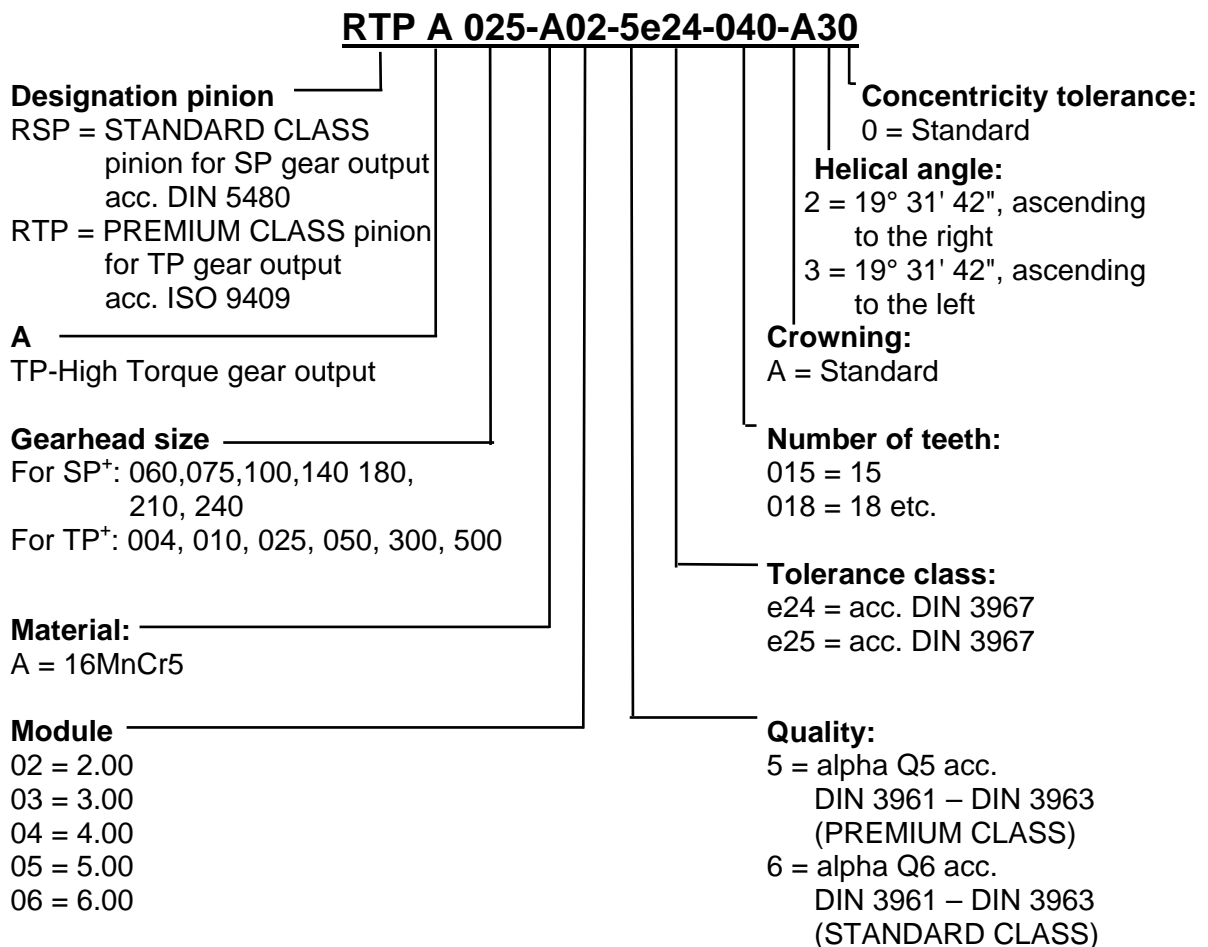 RTP A 025-A02-5e24-040-A30
Designation pinion
RSP = STANDARD CLASS
pinion for SP gear output
acc. DIN 5480
RTP = PREMIUM CLASS pinion
for TP gear output
acc. ISO 9409
A
TP-High Torque gear output
Gearhead size
For SP⁺: 060,075,100,140 180,
210, 240
For TP⁺: 004, 010, 025, 050, 300, 500
Material:
A = 16MnCr5
Module
02 = 2.00
03 = 3.00
04 = 4.00
05 = 5.00
06 = 6.00
Concentricity tolerance:
0 = Standard
Helical angle:
2 = 19° 31' 42", ascending
to the right
3 = 19° 31' 42", ascending
to the left
Crowning:
A = Standard
Number of teeth:
015 = 15
018 = 18 etc.
Tolerance class:
e24 = acc. DIN 3967
e25 = acc. DIN 3967
Quality:
5 = alpha Q5 acc.
DIN 3961 – DIN 3963
(PREMIUM CLASS)
6 = alpha Q6 acc.
DIN 3961 – DIN 3963
(STANDARD CLASS)